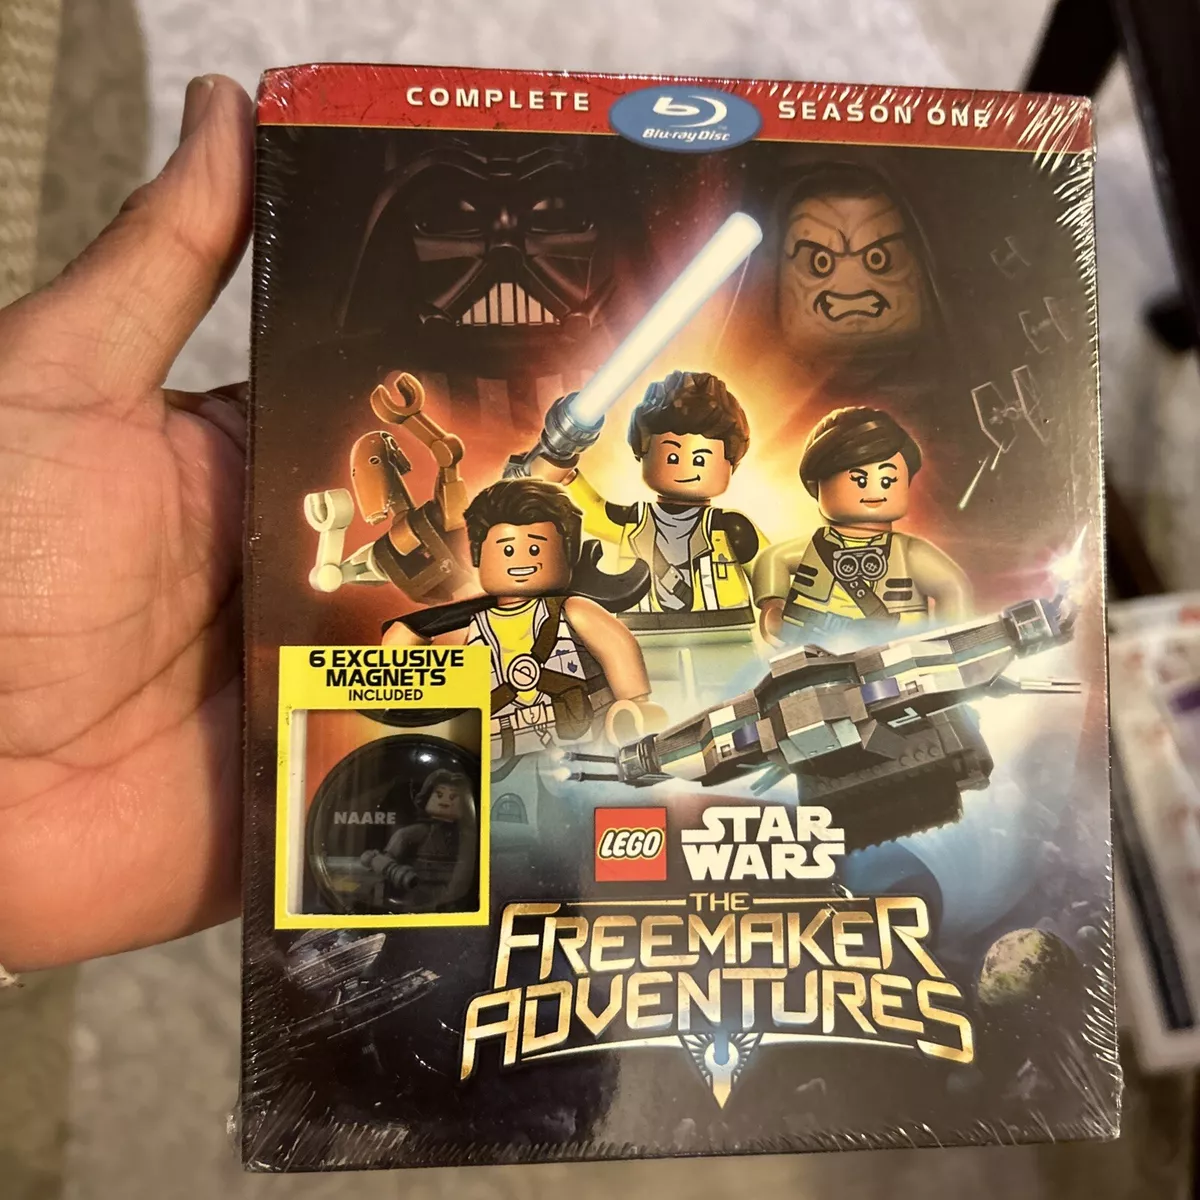 COMPLETE Blu-ray Disc SEASON ONE
6 EXCLUSIVE
MAGNETS
INCLUDED
NAARE
LEGO STAR
WARS
THE
FREEMAKER
ADVENTURES